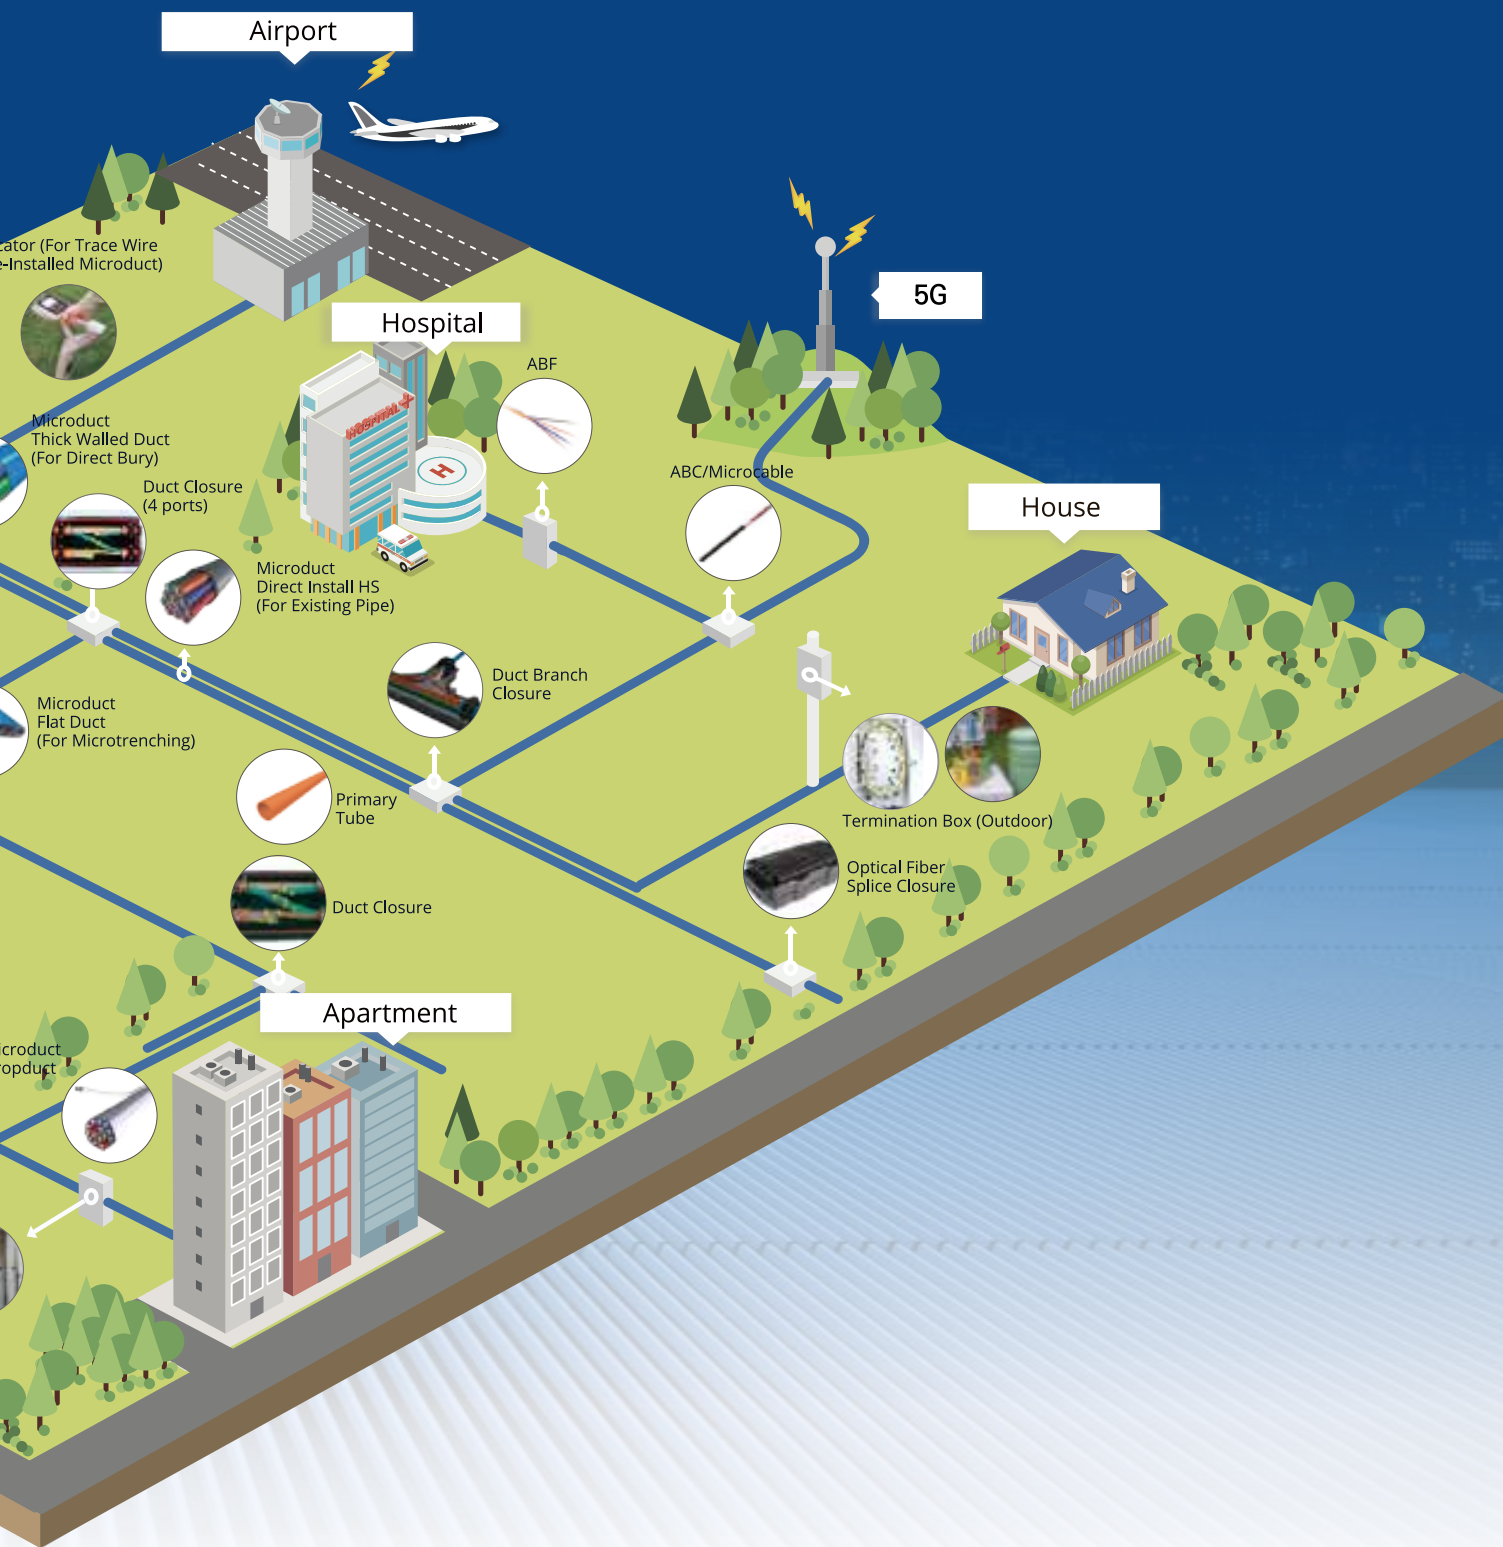 Airport
cator (For Trace Wire
e-Installed Microduct)
5G
Hospital
HOSPITAL
H
ABF
Microduct
Thick Walled Duct
(For Direct Bury)
ABC/Microcable
Duct Closure
(4 ports)
House
Microduct
Direct Install HS
(For Existing Pipe)
Duct Branch
Closure
Microduct
Flat Duct
(For Microtrenching)
Primary
Tube
Termination Box (Outdoor)
Optical Fiber
Splice Closure
Duct Closure
Apartment
icroduct
ropduct